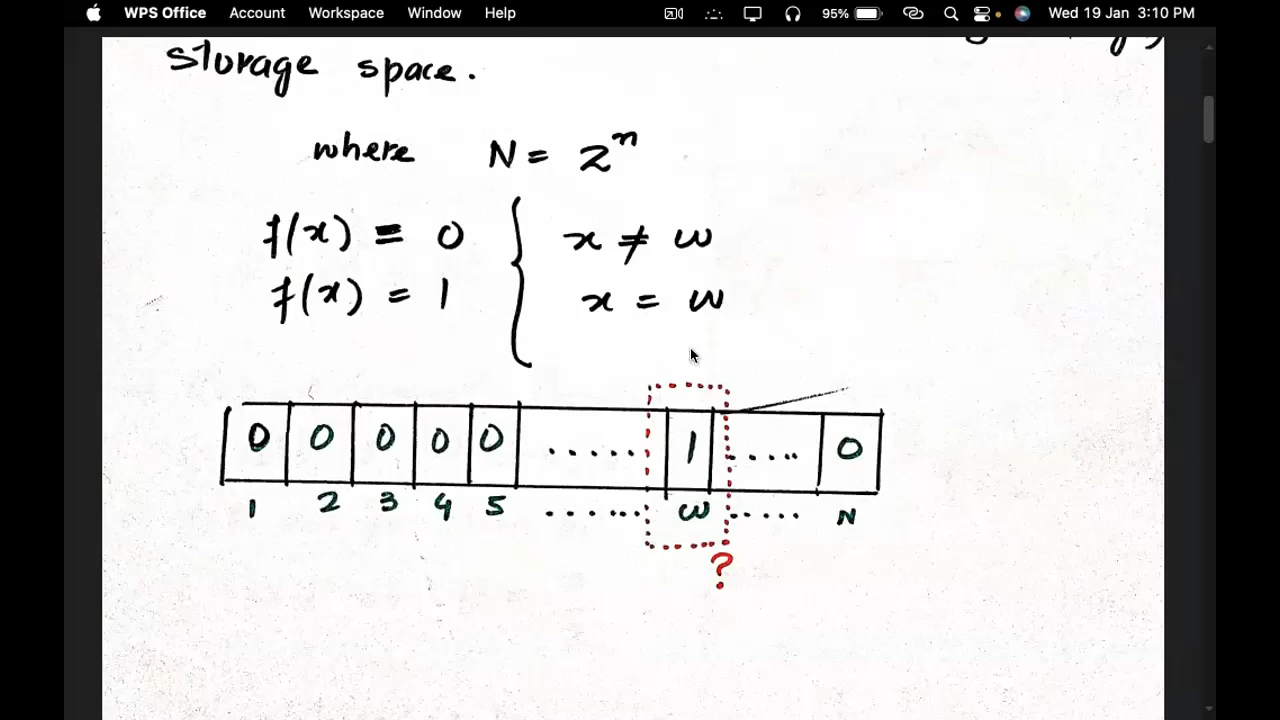 WPS Office Account Workspace Window Help 95% Wed 19 Jan 3:10 PM
storage space.
where N = 2^n
f(x) = 0 { x ≠ w
f(x) = 1 x = w
0 0 0 0 0 ...... 1 ..... 0
1 2 3 4 5 ....... w ..... N
?